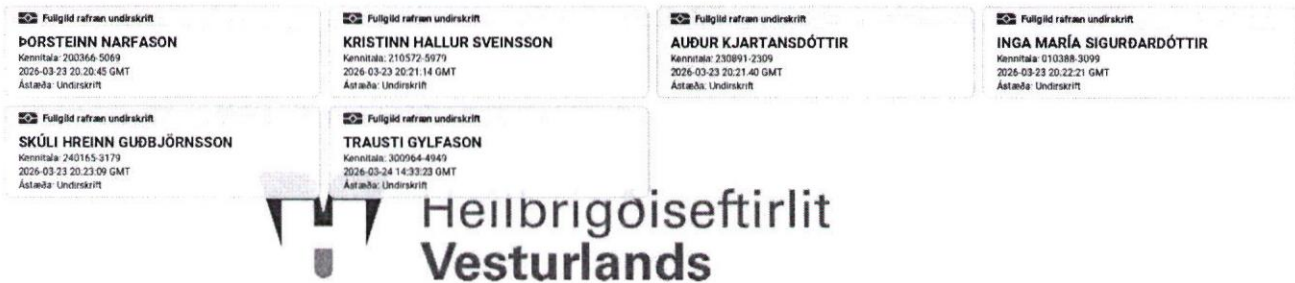 Fullgild rafræn undirskrift
ÞORSTEINN NARFASON
Kennitala: 200366-5069
2026-03-23 20:20:45 GMT
Ástæða: Undirskrift
Fullgild rafræn undirskrift
KRISTINN HALLUR SVEINSSON
Kennitala: 210572-5979
2026-03-23 20:21:14 GMT
Ástæða: Undirskrift
Fullgild rafræn undirskrift
AUÐUR KJARTANSDÓTTIR
Kennitala: 230891-2309
2026-03-23 20:21:40 GMT
Ástæða: Undirskrift
Fullgild rafræn undirskrift
INGA MARÍA SIGURÐARDÓTTIR
Kennitala: 010388-3099
2026-03-23 20:22:21 GMT
Ástæða: Undirskrift
Fullgild rafræn undirskrift
SKÚLI HREINN GUÐBJÖRNSSON
Kennitala: 240165-3179
2026-03-23 20:23:09 GMT
Ástæða: Undirskrift
Fullgild rafræn undirskrift
TRAUSTI GYLFASON
Kennitala: 300964-4949
2026-03-24 14:33:23 GMT
Ástæða: Undirskrift
Heilbrigðiseftirlit
Vesturlands